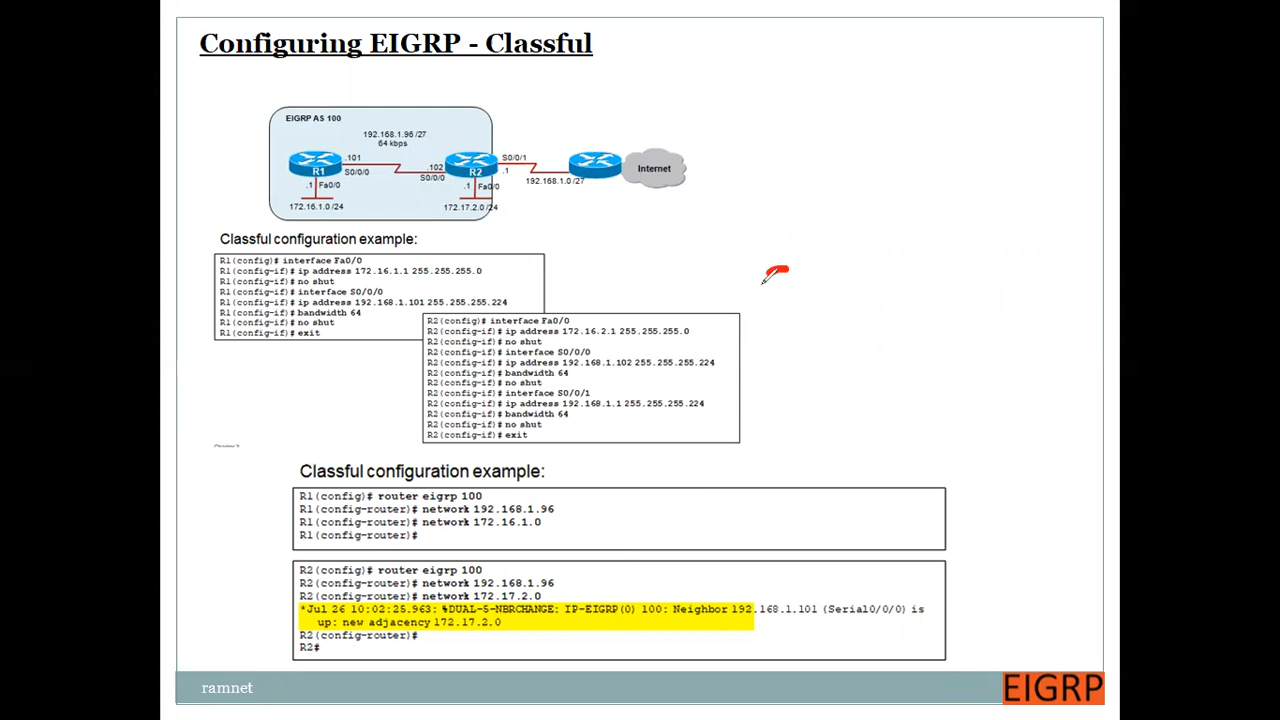 Configuring EIGRP - Classful
EIGRP AS 100
192.168.1.96 /27
64 kbps
.101
S0/0/0
R1
.102
S0/0/0
R2
S0/0/1
.1
192.168.1.0 /27
Internet
.1
Fa0/0
172.16.1.0 /24
.1
Fa0/0
172.17.2.0 /24
Classful configuration example:
R1(config)# interface Fa0/0
R1(config-if)# ip address 172.16.1.1 255.255.255.0
R1(config-if)# no shut
R1(config-if)# interface S0/0/0
R1(config-if)# ip address 192.168.1.101 255.255.255.224
R1(config-if)# bandwidth 64
R1(config-if)# no shut
R1(config-if)# exit
R2(config)# interface Fa0/0
R2(config-if)# ip address 172.16.2.1 255.255.255.0
R2(config-if)# no shut
R2(config-if)# interface S0/0/0
R2(config-if)# ip address 192.168.1.102 255.255.255.224
R2(config-if)# bandwidth 64
R2(config-if)# no shut
R2(config-if)# interface S0/0/1
R2(config-if)# ip address 192.168.1.1 255.255.255.224
R2(config-if)# bandwidth 64
R2(config-if)# no shut
R2(config-if)# exit
Classful configuration example:
R1(config)# router eigrp 100
R1(config-router)# network 192.168.1.96
R1(config-router)# network 172.16.1.0
R1(config-router)#
R2(config)# router eigrp 100
R2(config-router)# network 192.168.1.96
R2(config-router)# network 172.17.2.0
*Jul 26 10:02:25.963: %DUAL-5-NBRCHANGE: IP-EIGRP(0) 100: Neighbor 192.168.1.101 (Serial0/0/0) is
up: new adjacency 172.17.2.0
R2(config-router)#
R2#
ramnet
EIGRP